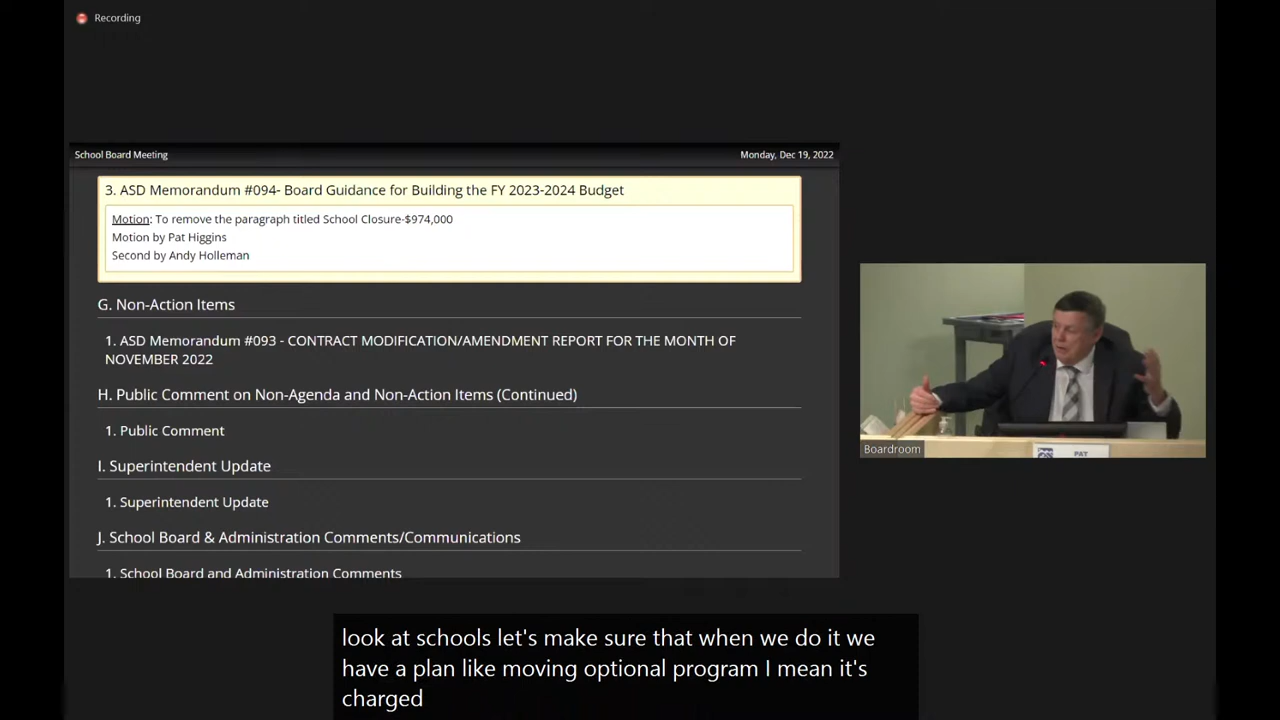 Recording
School Board Meeting
Monday, Dec 19, 2022
3. ASD Memorandum #094- Board Guidance for Building the FY 2023-2024 Budget
Motion: To remove the paragraph titled School Closure-$974,000
Motion by Pat Higgins
Second by Andy Holleman
G. Non-Action Items
1. ASD Memorandum #093 - CONTRACT MODIFICATION/AMENDMENT REPORT FOR THE MONTH OF
NOVEMBER 2022
H. Public Comment on Non-Agenda and Non-Action Items (Continued)
1. Public Comment
I. Superintendent Update
1. Superintendent Update
J. School Board & Administration Comments/Communications
1. School Board and Administration Comments
Boardroom
PAT
look at schools let's make sure that when we do it we
have a plan like moving optional program I mean it's
charged